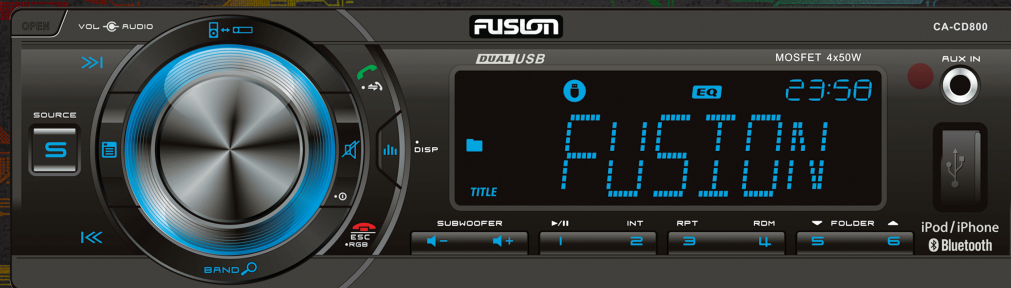 OPEN
VOL AUDIO
FUSION
CA-CD800
DUAL USB
MOSFET 4x50W
AUX IN
SOURCE
S
EQ
23:58
FUSION
TITLE
DISP
ESC
RGB
BAND
SUBWOOFER
- +
INT
RPT
RDM
FOLDER
1 2 3 4 5 6
iPod/iPhone
Bluetooth